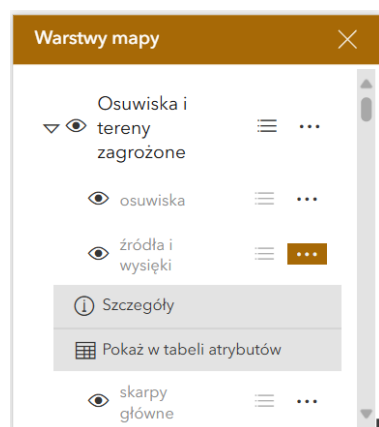 Warstwy mapy
Osuwiska i
tereny
zagrożone
osuwiska
źródła i
wysięki
Szczegóły
Pokaż w tabeli atrybutów
skarpy
główne